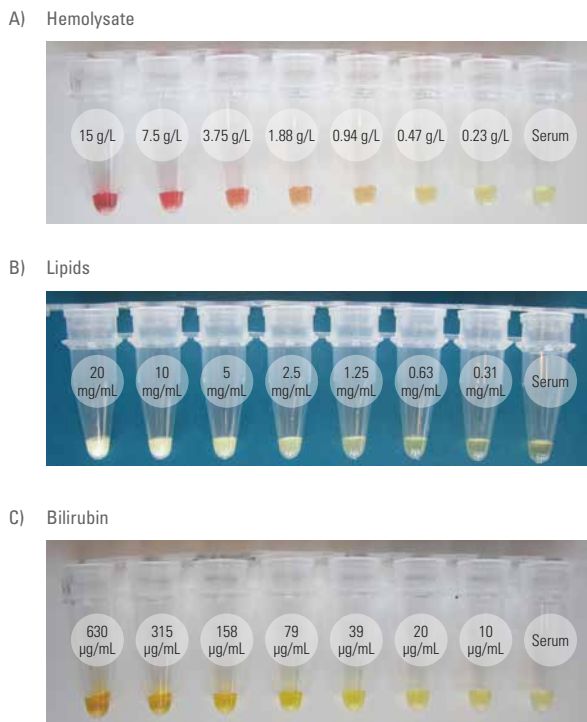 A) Hemolysate
15 g/L 7.5 g/L 3.75 g/L 1.88 g/L 0.94 g/L 0.47 g/L 0.23 g/L Serum
B) Lipids
20 mg/mL
10 mg/mL
5 mg/mL
2.5 mg/mL
1.25 mg/mL
0.63 mg/mL
0.31 mg/mL
Serum
C) Bilirubin
630 µg/mL
315 µg/mL
158 µg/mL
79 µg/mL
39 µg/mL
20 µg/mL
10 µg/mL
Serum